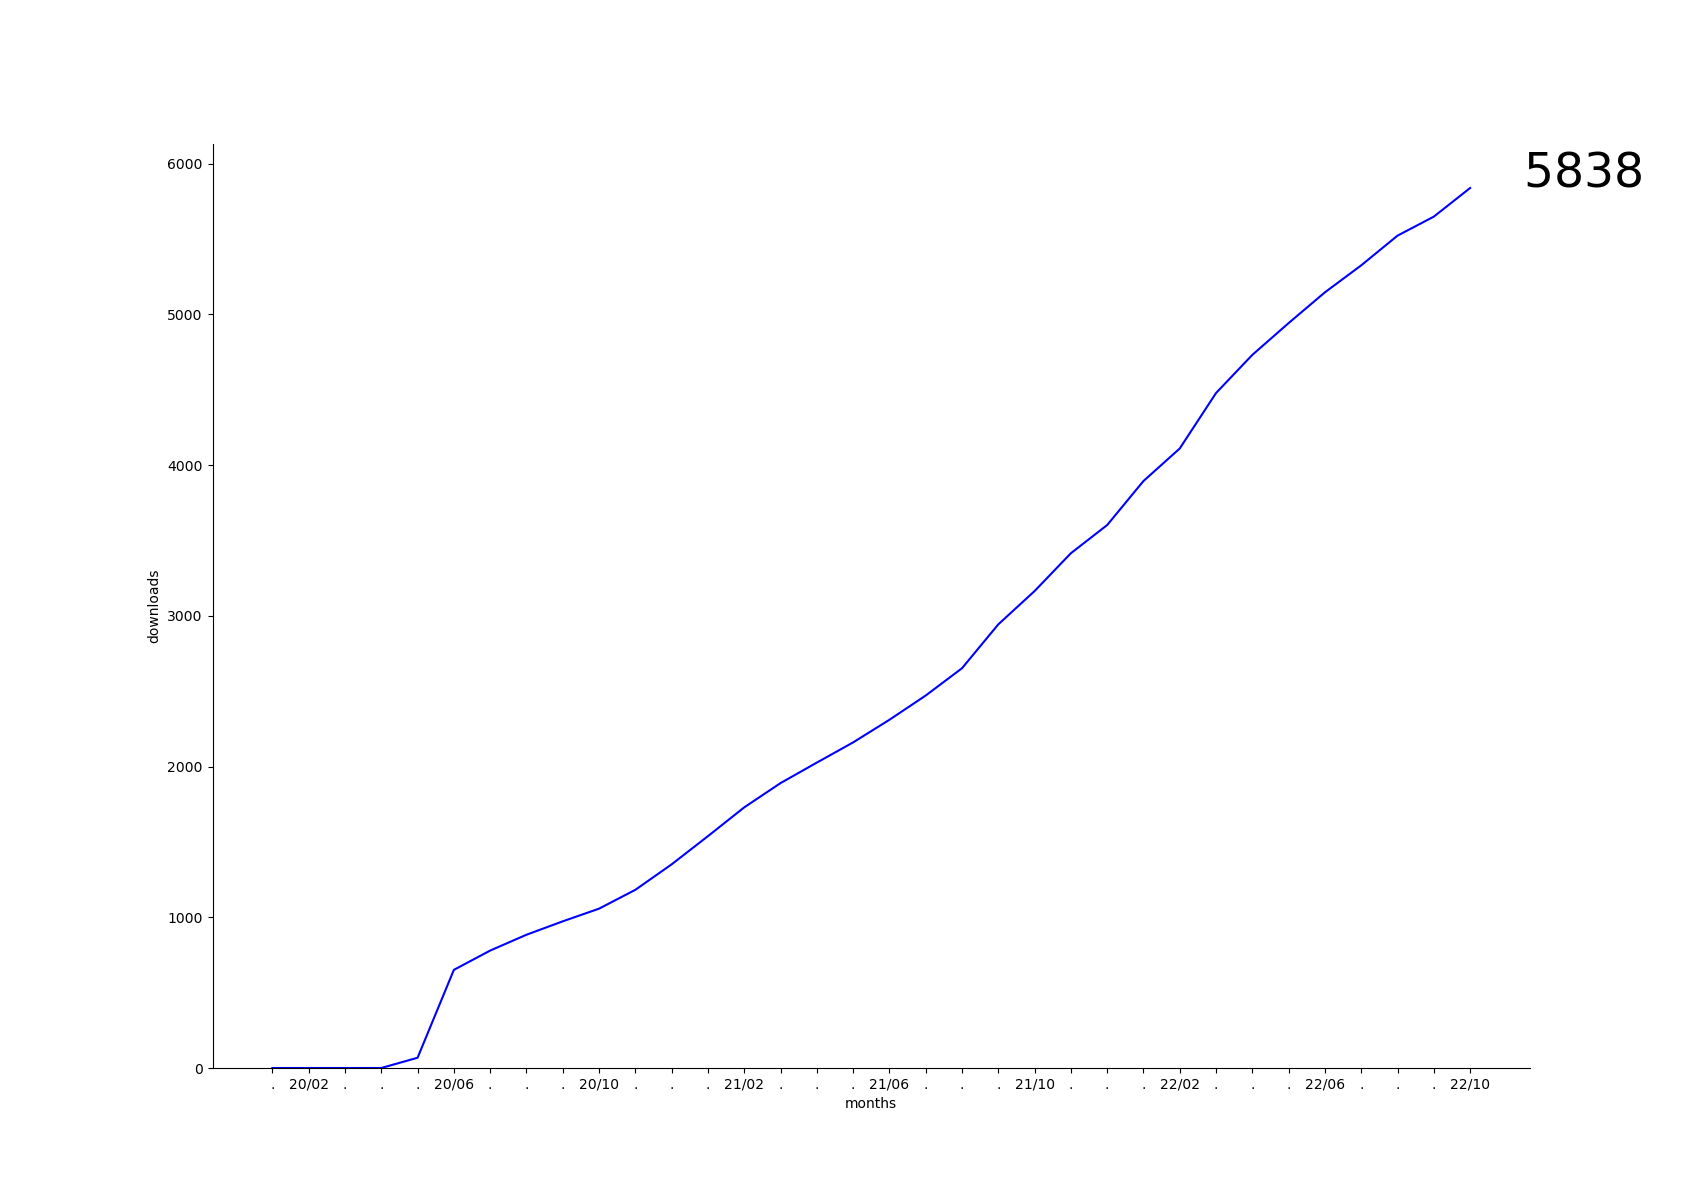 5838
6000
5000
4000
3000
2000
1000
0
downloads
. 20/02 . . . 20/06 . . . 20/10 . . . 21/02 . . . 21/06 . . . 21/10 . . . 22/02 . . . 22/06 . . . 22/10
months